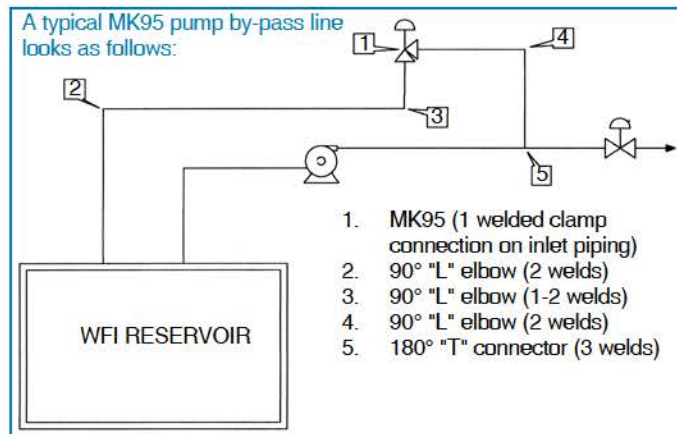 A typical MK95 pump by-pass line
looks as follows:
1
4
2
3
5
1. MK95 (1 welded clamp
connection on inlet piping)
2. 90° "L" elbow (2 welds)
3. 90° "L" elbow (1-2 welds)
4. 90° "L" elbow (2 welds)
5. 180° "T" connector (3 welds)
WFI RESERVOIR